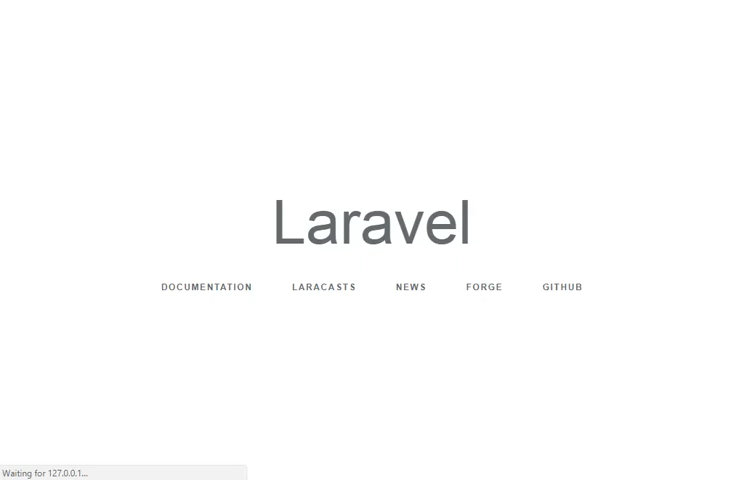 Laravel
DOCUMENTATION LARACASTS NEWS FORGE GITHUB
Waiting for 127.0.0.1...